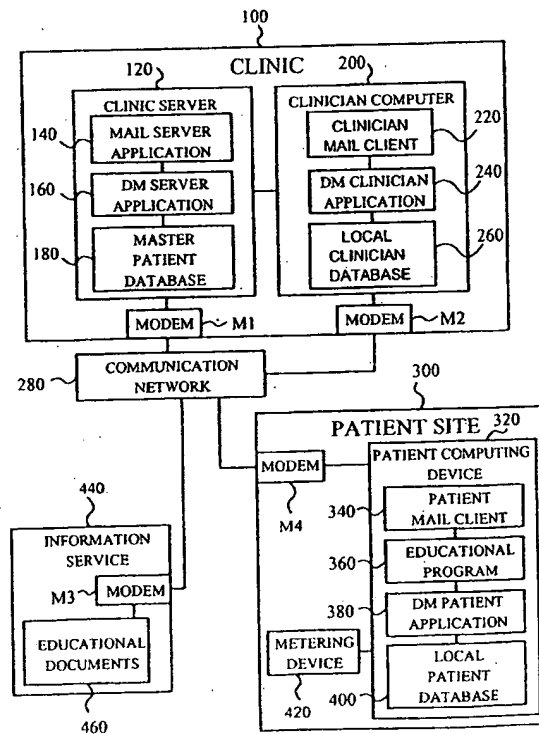 100
CLINIC
120
200
CLINIC SERVER
CLINICIAN COMPUTER
140
MAIL SERVER
APPLICATION
CLINICIAN
MAIL CLIENT
220
160
DM SERVER
APPLICATION
DM CLINICIAN
APPLICATION
240
180
MASTER
PATIENT
DATABASE
LOCAL
CLINICIAN
DATABASE
260
MODEM
M1
MODEM
M2
280
COMMUNICATION
NETWORK
300
PATIENT SITE
320
MODEM
M4
PATIENT COMPUTING
DEVICE
340
PATIENT
MAIL CLIENT
360
EDUCATIONAL
PROGRAM
380
DM PATIENT
APPLICATION
METERING
DEVICE
420
400
LOCAL
PATIENT
DATABASE
440
INFORMATION
SERVICE
M3
MODEM
EDUCATIONAL
DOCUMENTS
460